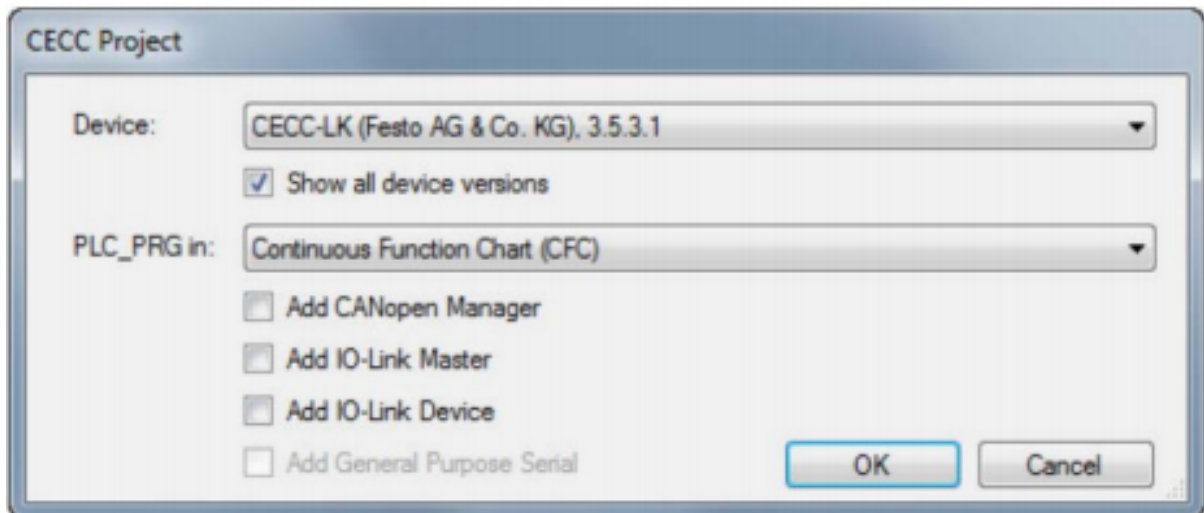 CECC Project
Device: CECC-LK (Festo AG & Co. KG), 3.5.3.1
Show all device versions
PLC_PRG in: Continuous Function Chart (CFC)
Add CANopen Manager
Add IO-Link Master
Add IO-Link Device
Add General Purpose Serial OK Cancel